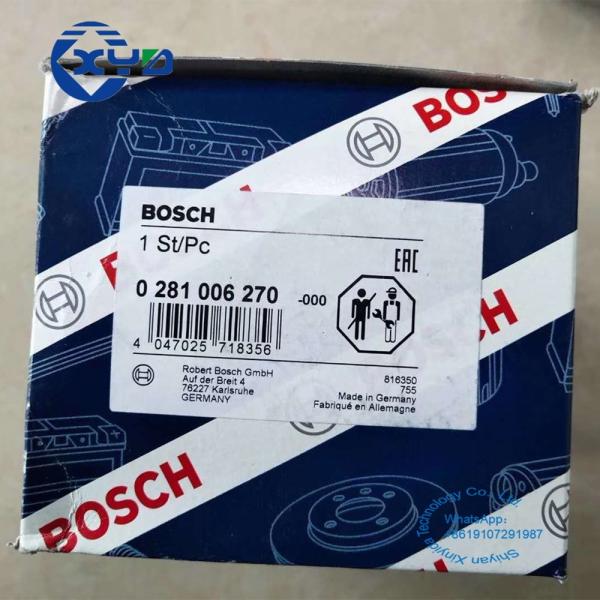 XYD
BOSCH
BOSCH
BOSCH
1 St/Pc
EAC
0 281 006 270 -000
4 047025 718356
Robert Bosch GmbH
Auf der Breit 4
76227 Karlsruhe
GERMANY
816350
755
Made in Germany
Fabriqué en Allemagne
BOSCH
Shiyan Xinyida Technology Co., Ltd.
WhatsApp:
+8619107291987